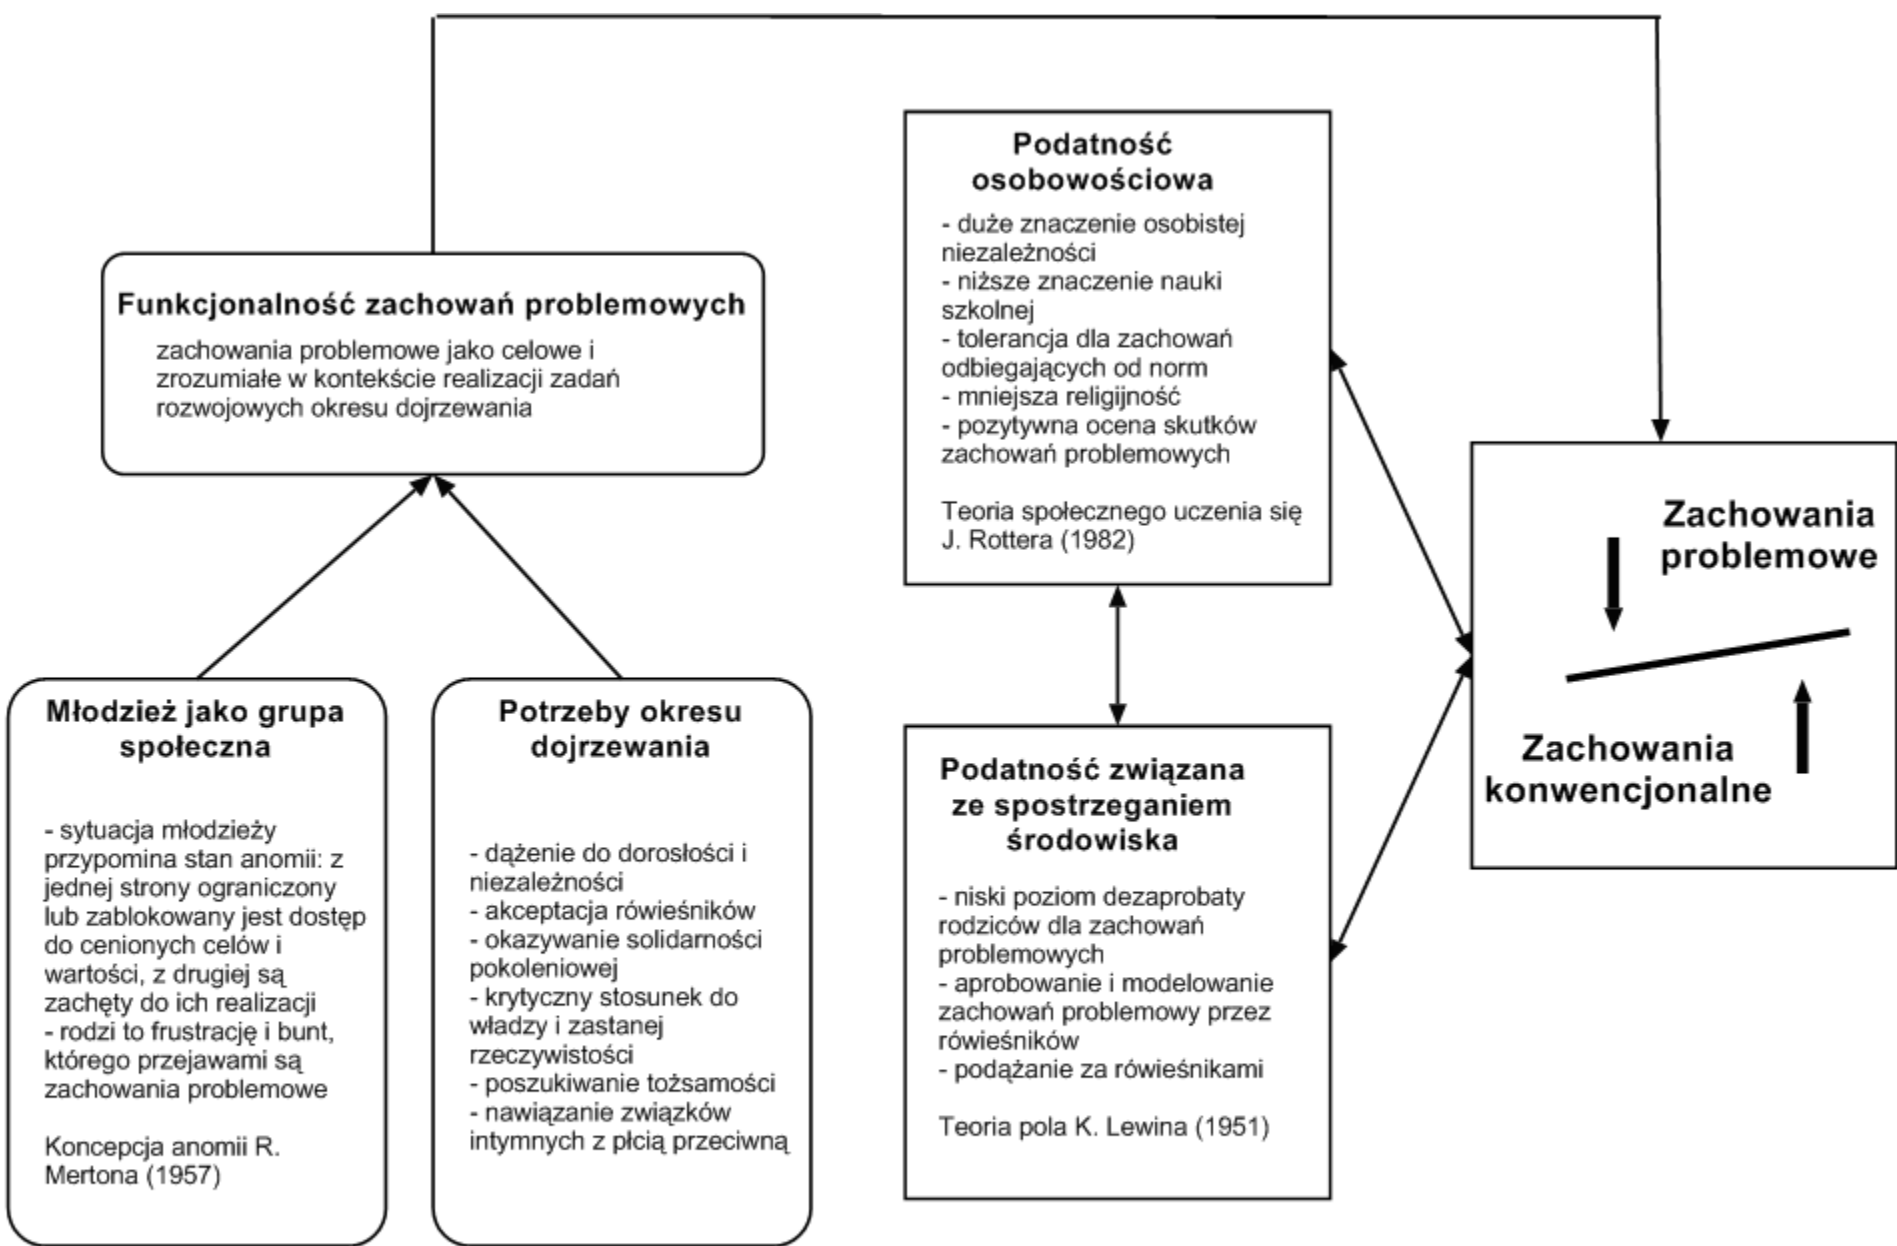 Funkcjonalność zachowań problemowych
zachowania problemowe jako celowe i
zrozumiałe w kontekście realizacji zadań
rozwojowych okresu dojrzewania
Młodzież jako grupa
społeczna
- sytuacja młodzieży
przypomina stan anomii: z
jednej strony ograniczony
lub zablokowany jest dostęp
do cenionych celów i
wartości, z drugiej są
zachęty do ich realizacji
- rodzi to frustrację i bunt,
którego przejawami są
zachowania problemowe
Koncepcja anomii R.
Mertona (1957)
Potrzeby okresu
dojrzewania
- dążenie do dorosłości i
niezależności
- akceptacja rówieśników
- okazywanie solidarności
pokoleniowej
- krytyczny stosunek do
władzy i zastanej
rzeczywistości
- poszukiwanie tożsamości
- nawiązanie związków
intymnych z płcią przeciwną
Podatność
osobowościowa
- duże znaczenie osobistej
niezależności
- niższe znaczenie nauki
szkolnej
- tolerancja dla zachowań
odbiegających od norm
- mniejsza religijność
- pozytywna ocena skutków
zachowań problemowych
Teoria społecznego uczenia się
J. Rottera (1982)
Podatność związana
ze spostrzeganiem
środowiska
- niski poziom dezaprobaty
rodziców dla zachowań
problemowych
- aprobowanie i modelowanie
zachowań problemowy przez
rówieśników
- podążanie za rówieśnikami
Teoria pola K. Lewina (1951)
Zachowania
problemowe
Zachowania
konwencjonalne